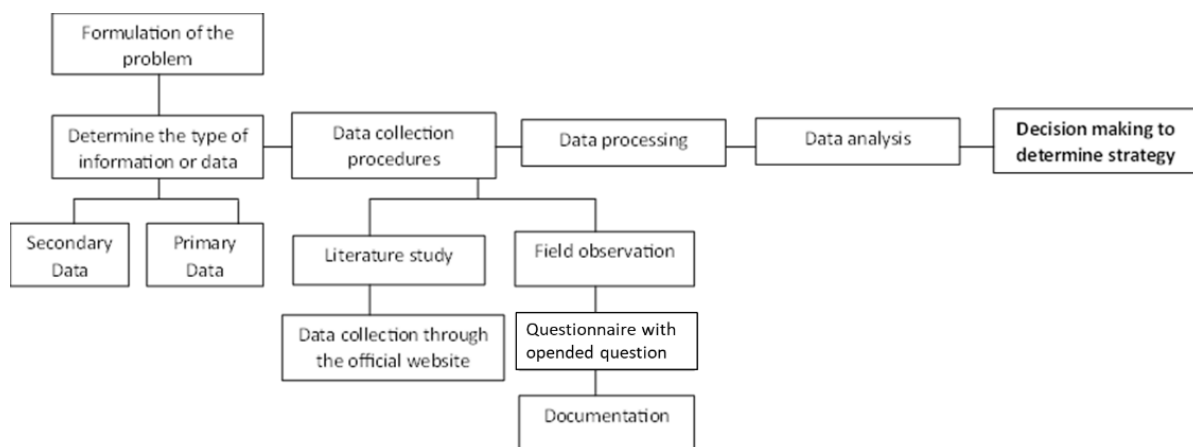 Formulation of the
problem
Determine the type of
information or data
Data collection
procedures
Data processing
Data analysis
Decision making to
determine strategy
Secondary
Data
Primary
Data
Literature study
Field observation
Data collection through
the official website
Questionnaire with
opended question
Documentation